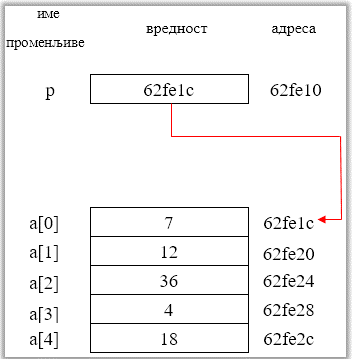 име променљиве вредност адреса
p 62fe1c 62fe10
a[0] 7 62fe1c
a[1] 12 62fe20
a[2] 36 62fe24
a[3] 4 62fe28
a[4] 18 62fe2c